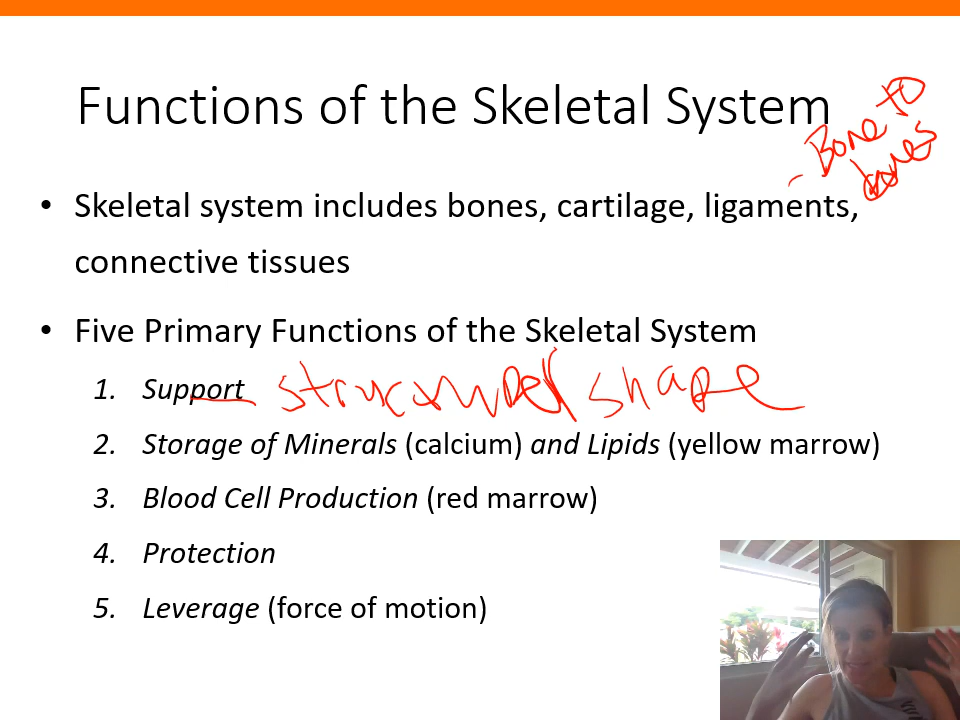 Functions of the Skeletal System
- Bone to
bones
• Skeletal system includes bones, cartilage, ligaments,
connective tissues
• Five Primary Functions of the Skeletal System
1. Support shape
2. Storage of Minerals (calcium) and Lipids (yellow marrow)
3. Blood Cell Production (red marrow)
4. Protection
5. Leverage (force of motion)